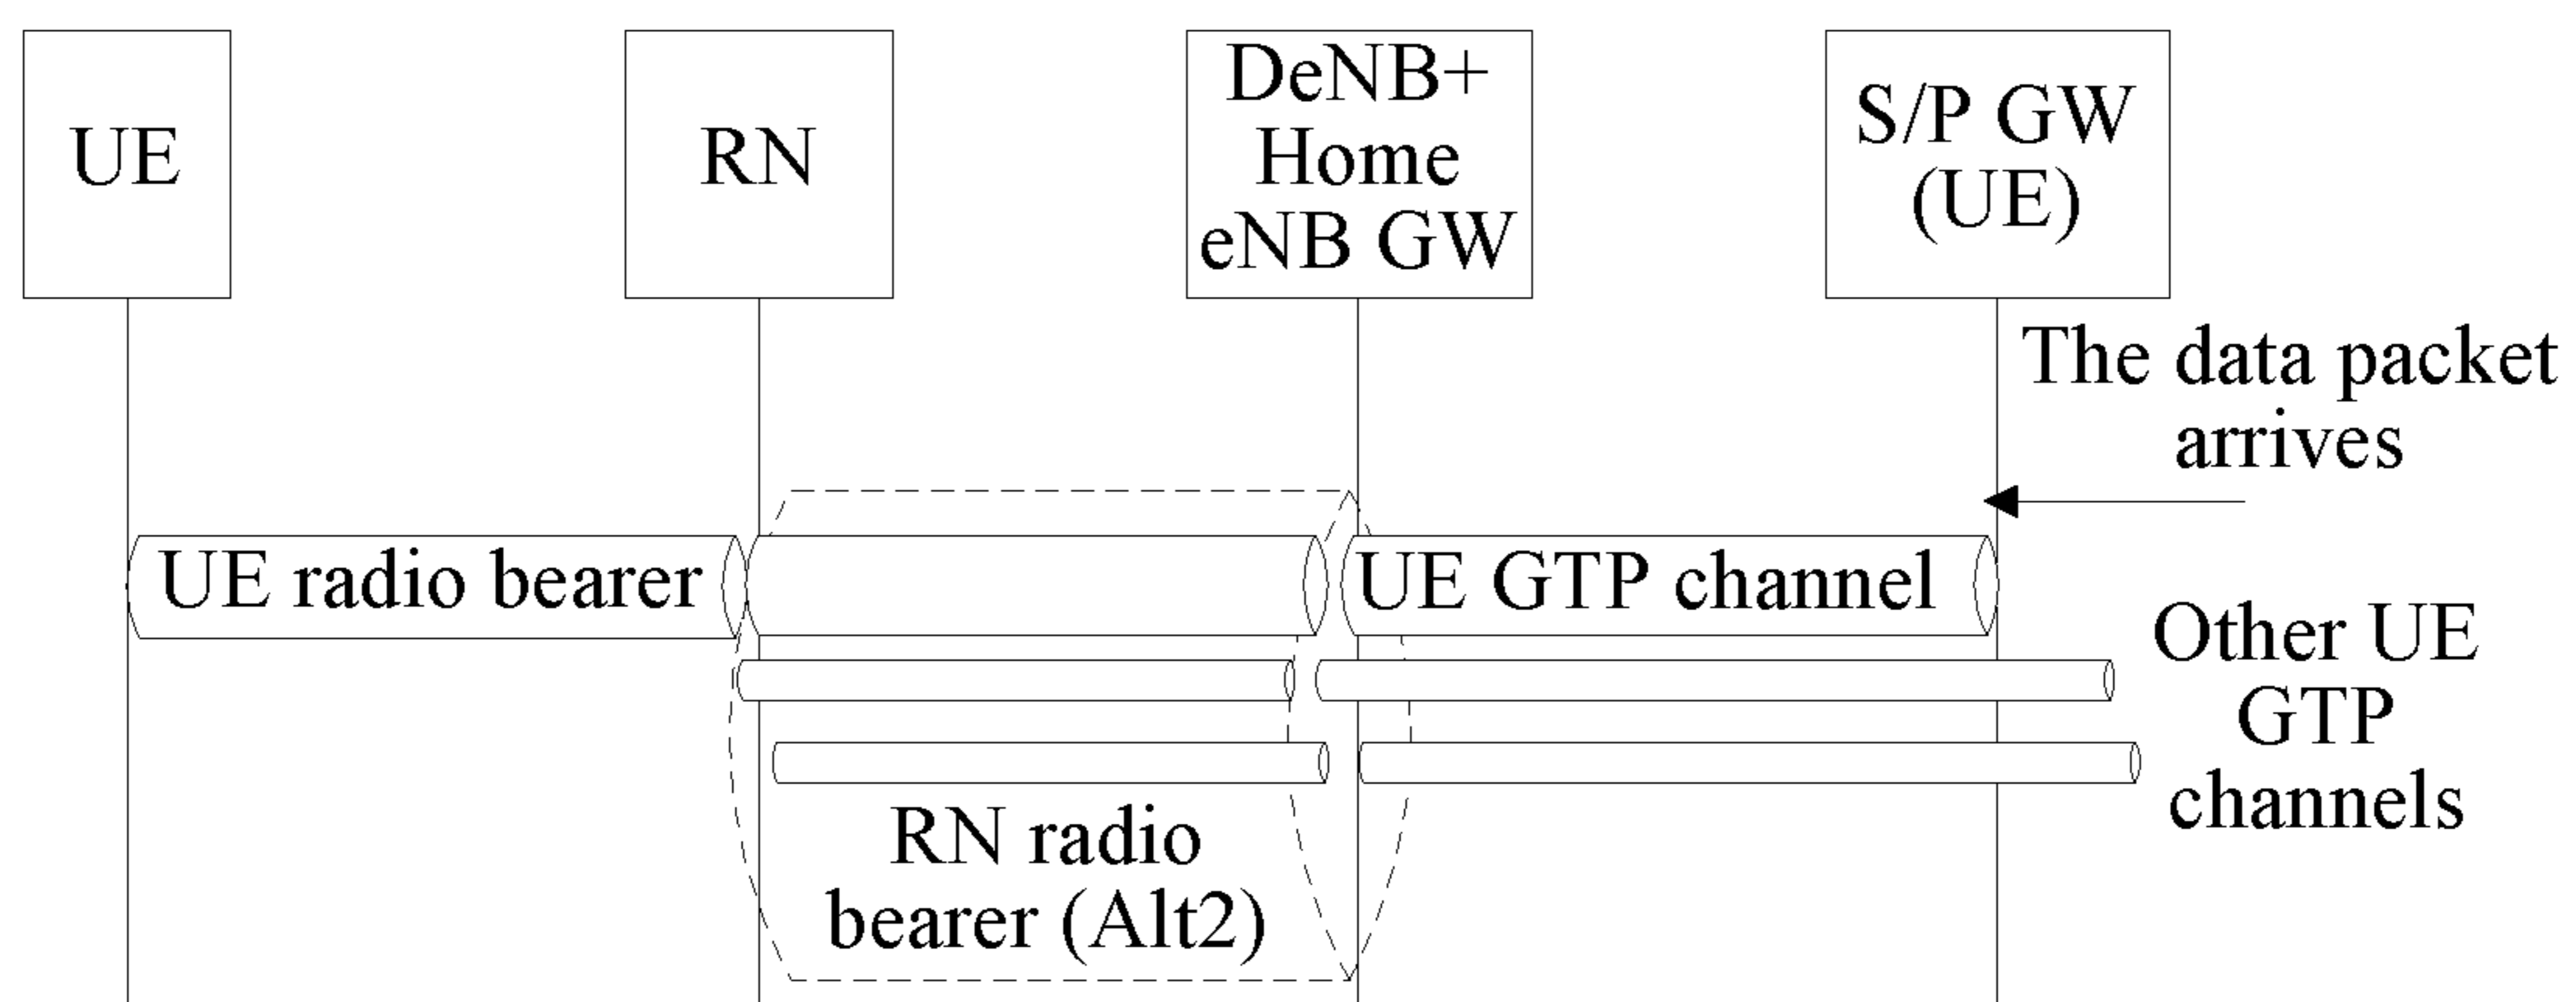 UE
RN
DeNB+
Home
eNB GW
S/P GW
(UE)
The data packet
arrives
UE radio bearer
UE GTP channel
Other UE
GTP
channels
RN radio
bearer (Alt2)